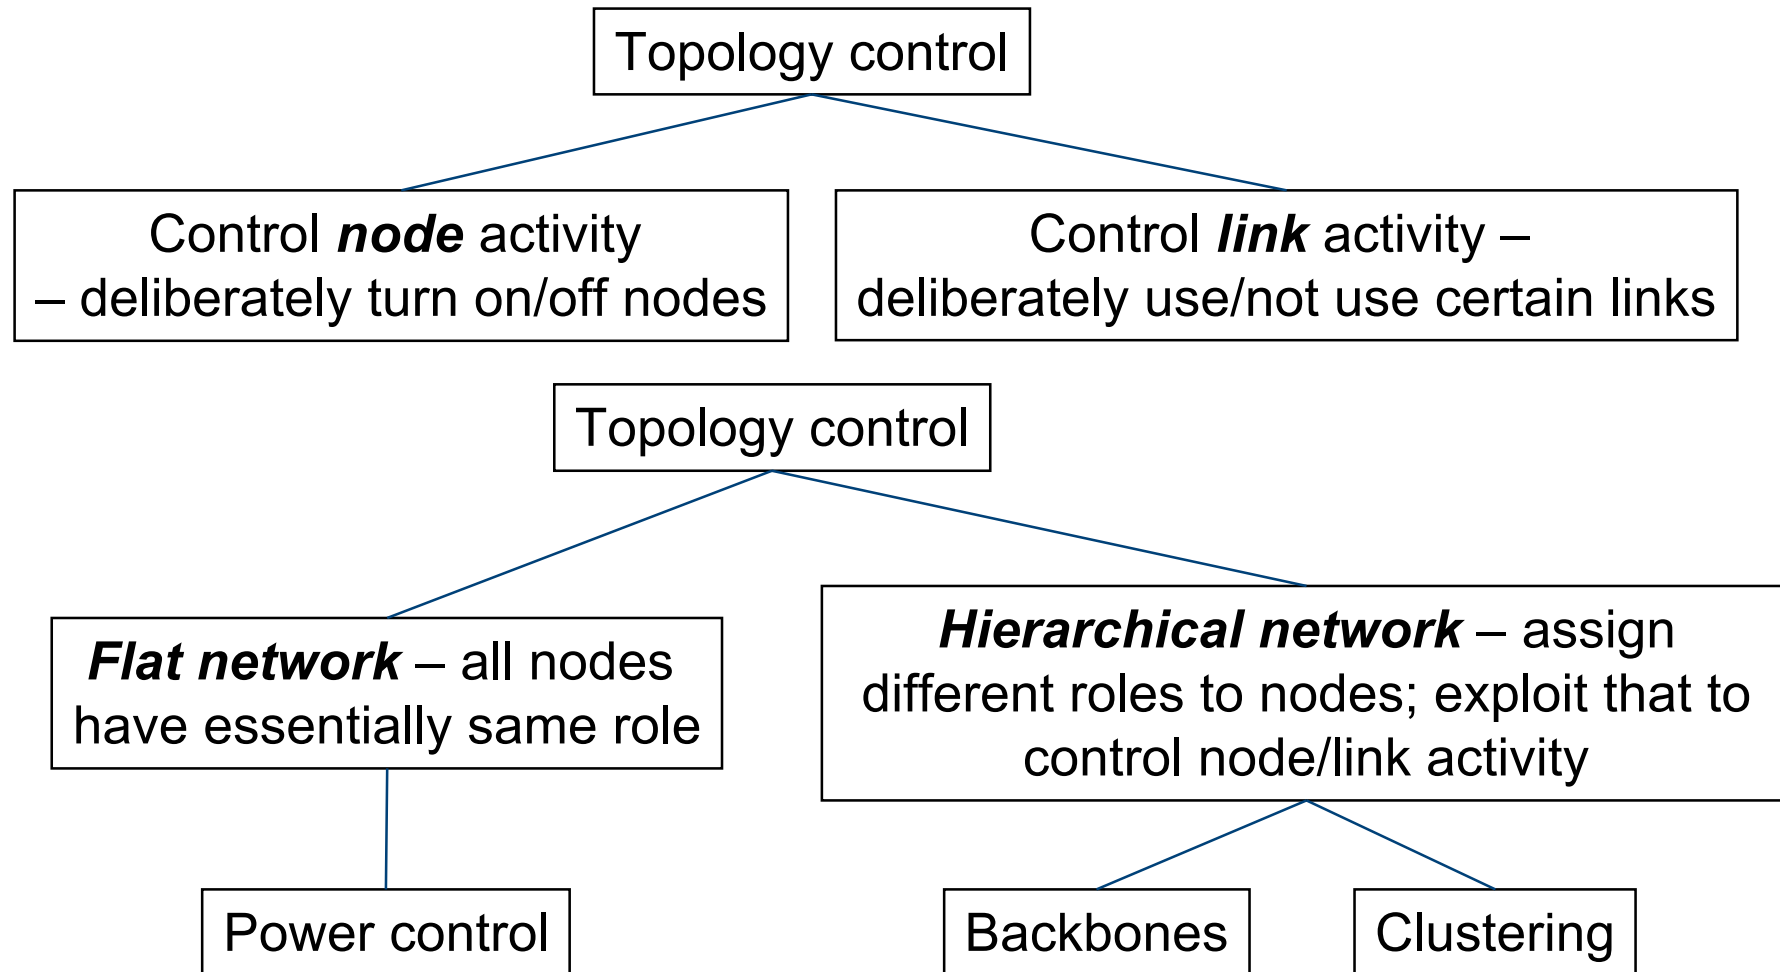 Topology control
Control node activity
– deliberately turn on/off nodes
Control link activity –
deliberately use/not use certain links
Topology control
Flat network – all nodes
have essentially same role
Hierarchical network – assign
different roles to nodes; exploit that to
control node/link activity
Power control
Backbones
Clustering